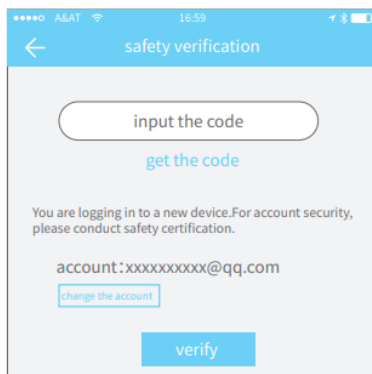 A&AT 16:59
safety verification
input the code
get the code
You are logging in to a new device.For account security,
please conduct safety certification.
account：xxxxxxxxxx@qq.com
change the account
verify